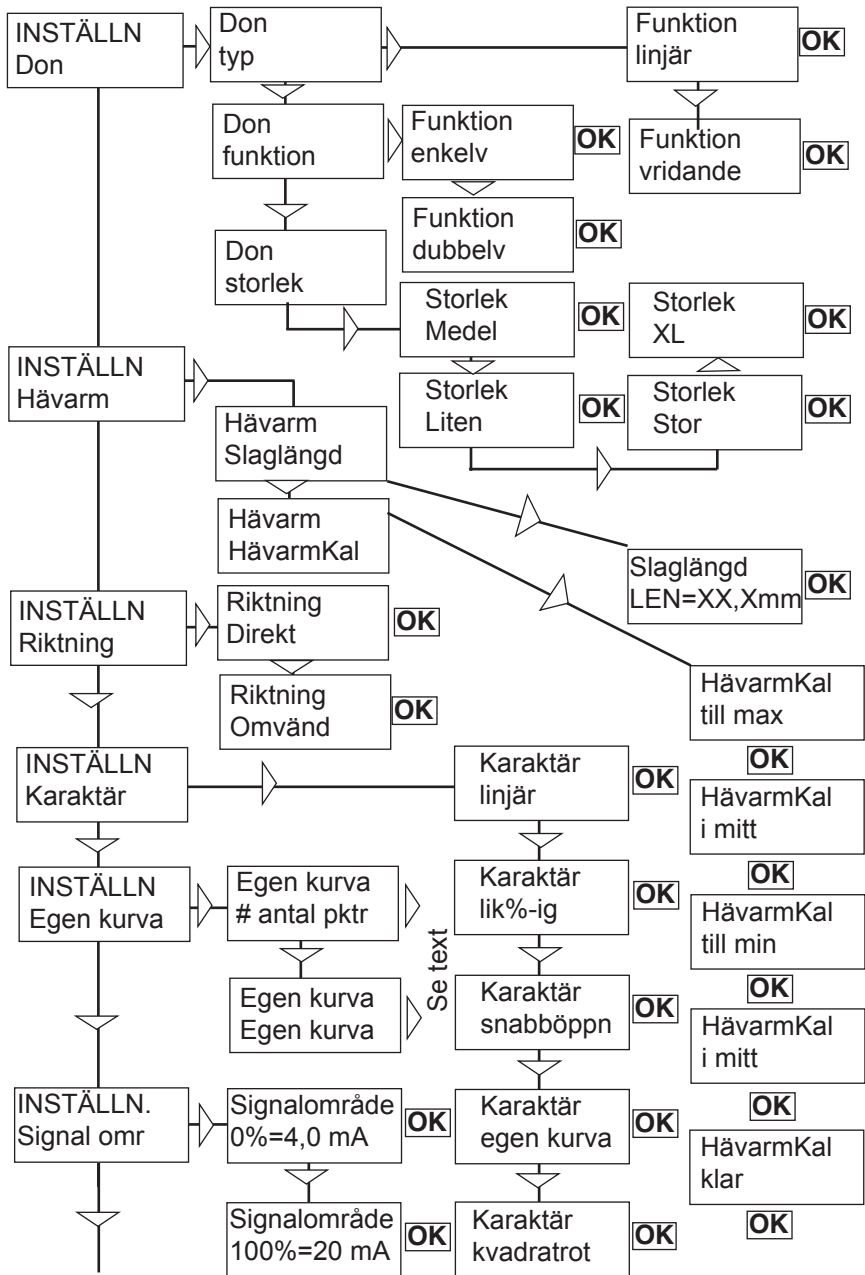 INSTÄLLN
Don
Don
typ
Funktion
linjär
OK
Don
funktion
Funktion
enkelv
OK
Funktion
vridande
OK
Funktion
dubbelv
OK
Don
storlek
Storlek
Medel
OK
Storlek
XL
OK
INSTÄLLN
Hävarm
Storlek
Liten
OK
Storlek
Stor
OK
Hävarm
Slaglängd
Hävarm
HävarmKal
Slaglängd
LEN=XX,Xmm
OK
INSTÄLLN
Riktning
Riktning
Direkt
OK
Riktning
Omvänd
OK
HävarmKal
till max
OK
INSTÄLLN
Karaktär
Karaktär
linjär
OK
HävarmKal
i mitt
OK
INSTÄLLN
Egen kurva
Egen kurva
# antal pktr
Egen kurva
Egen kurva
Se text
Karaktär
lik%-ig
OK
HävarmKal
till min
OK
Karaktär
snabböppn
OK
HävarmKal
i mitt
OK
INSTÄLLN.
Signal omr
Signalområde
0%=4,0 mA
OK
Karaktär
egen kurva
OK
HävarmKal
klar
OK
Signalområde
100%=20 mA
OK
Karaktär
kvadratrot
OK